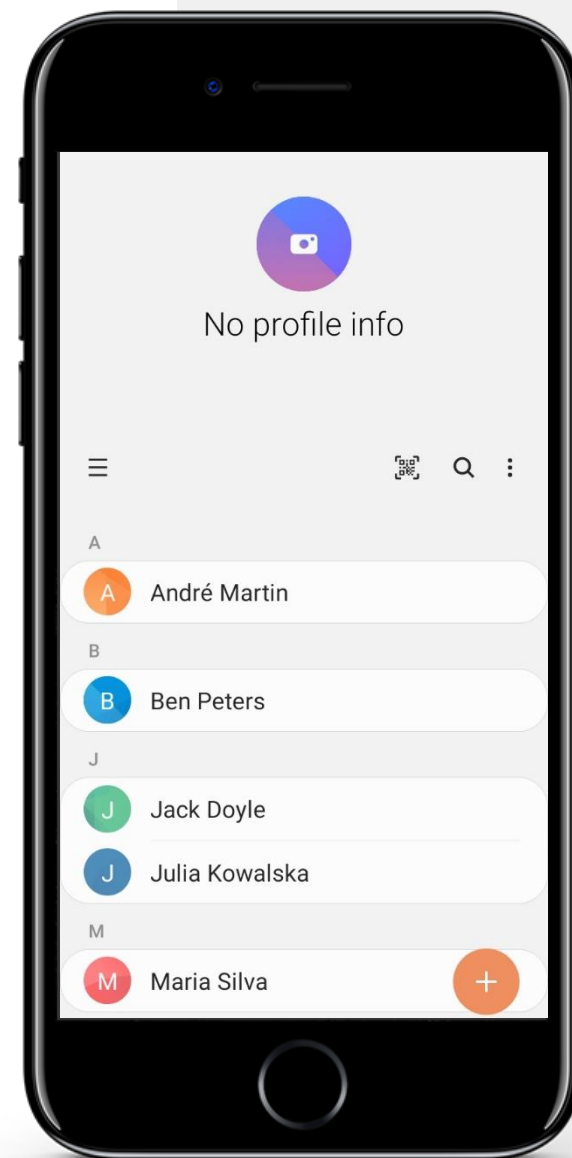 No profile info
A
A André Martin
B
B Ben Peters
J
J Jack Doyle
J Julia Kowalska
M
M Maria Silva